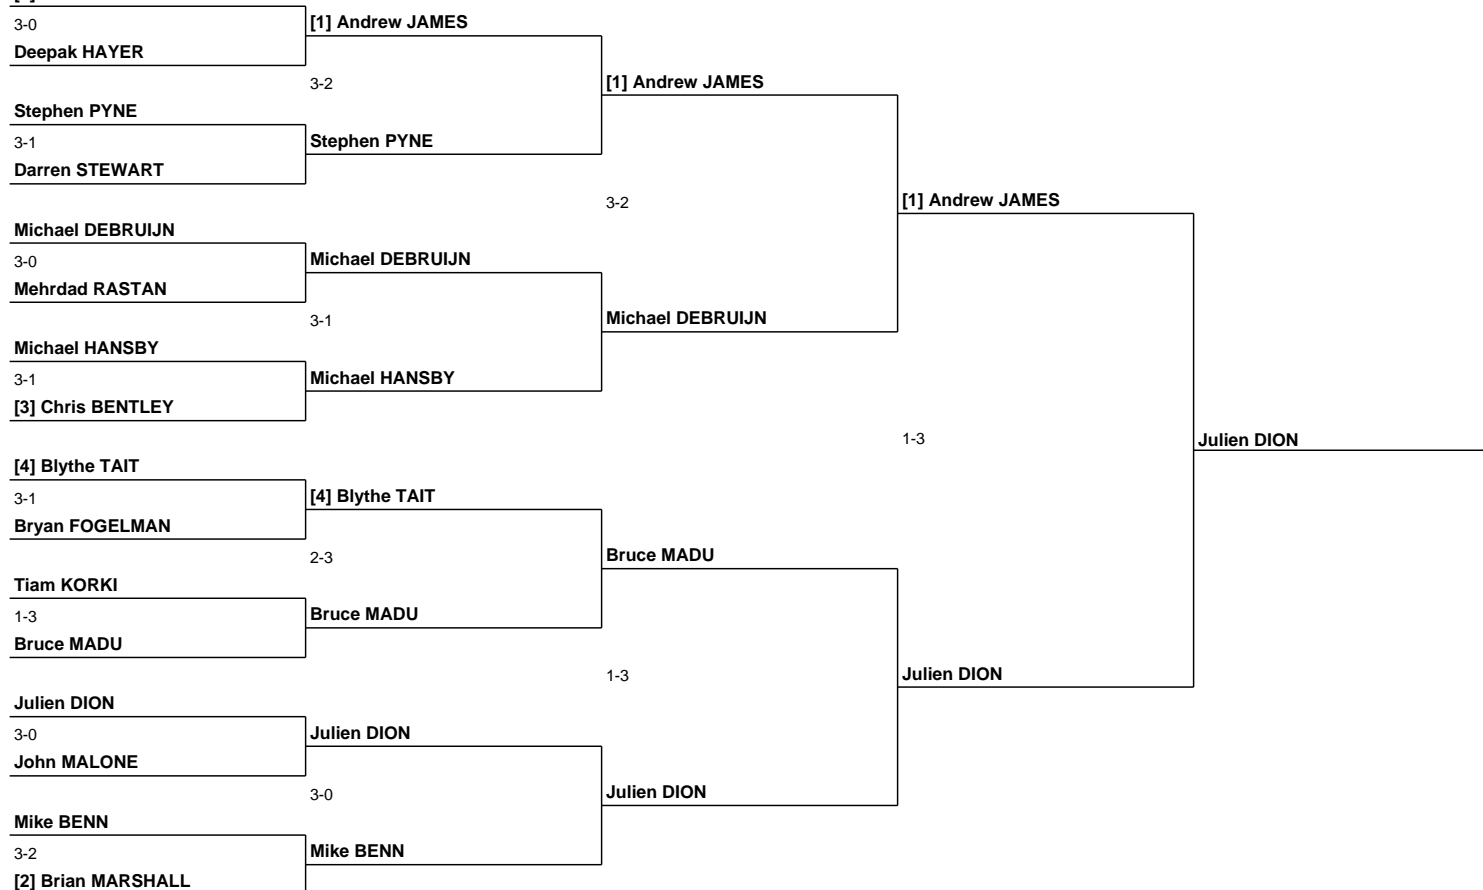 3-0
Deepak HAYER
Stephen PYNE
3-1
Darren STEWART
Michael DEBRUIJN
3-0
Mehrdad RASTAN
Michael HANSBY
3-1
[3] Chris BENTLEY
[4] Blythe TAIT
3-1
Bryan FOGELMAN
Tiam KORKI
1-3
Bruce MADU
Julien DION
3-0
John MALONE
Mike BENN
3-2
[2] Brian MARSHALL
[1] Andrew JAMES
3-2
Stephen PYNE
Michael DEBRUIJN
3-1
Michael HANSBY
[4] Blythe TAIT
2-3
Bruce MADU
Julien DION
3-0
Mike BENN
[1] Andrew JAMES
3-2
Michael DEBRUIJN
Bruce MADU
1-3
Julien DION
[1] Andrew JAMES
1-3
Julien DION
Julien DION